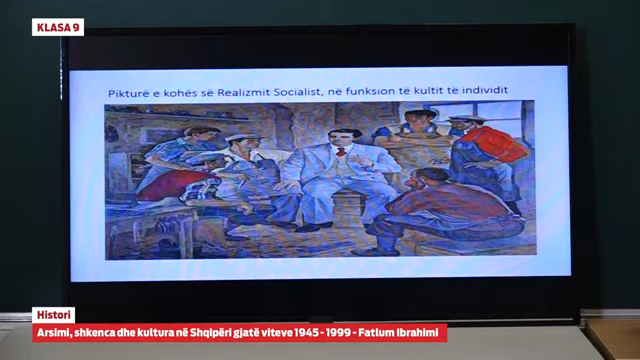 KLASA 9
Pikturë e kohës së Realizmit Socialist, në funksion të kultit të individit
Histori
Arsimi, shkenca dhe kultura në Shqipëri gjatë viteve 1945 - 1999 - Fatlum Ibrahimi